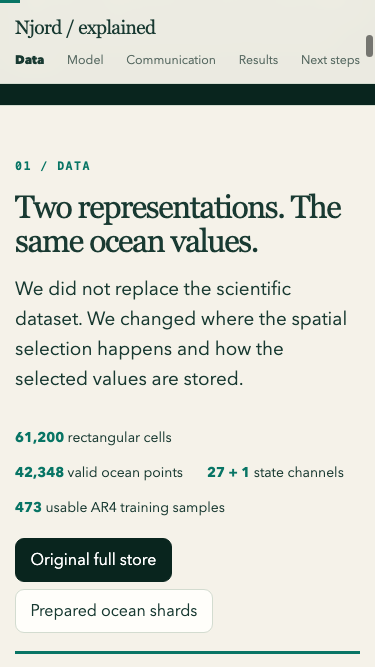 Njord / explained
Data Model Communication Results Next steps
01 / DATA
Two representations. The
same ocean values.
We did not replace the scientific
dataset. We changed where the spatial
selection happens and how the
selected values are stored.
61,200 rectangular cells
42,348 valid ocean points 27 + 1 state channels
473 usable AR4 training samples
Original full store
Prepared ocean shards